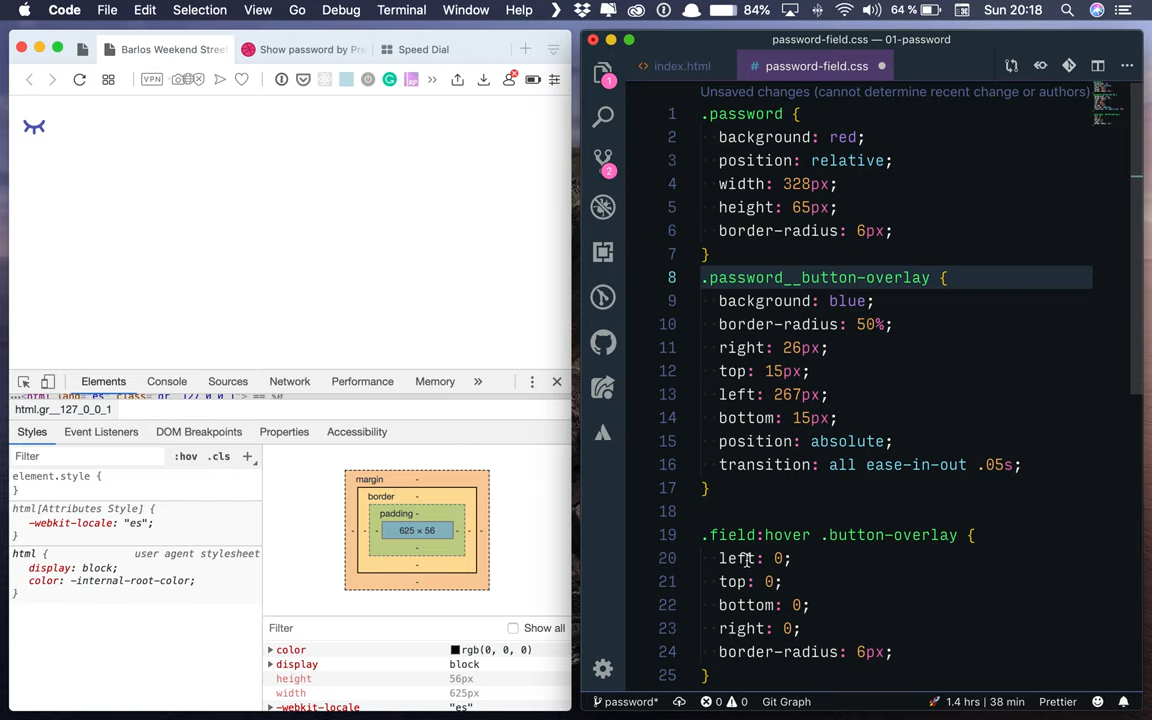 Code File Edit Selection View Go Debug Terminal Window Help 84% 64 % Sun 20:18
Barlos Weekend Stree
Show password by Pre
Speed Dial
VPN
Elements Console Sources Network Performance Memory
html.gr__127_0_0_1
Styles Event Listeners DOM Breakpoints Properties Accessibility
Filter :hov .cls
element.style {
}
html[Attributes Style] {
-webkit-locale: "es";
}
html { user agent stylesheet
display: block;
color: -internal-root-color;
}
margin -
border -
padding -
625 × 56
Filter Show all
color rgb(0, 0, 0)
display block
height 56px
width 625px
-webkit-locale "es"
password-field.css — 01-password
index.html
# password-field.css
Unsaved changes (cannot determine recent change or authors)
1 .password {
2 background: red;
3 position: relative;
4 width: 328px;
5 height: 65px;
6 border-radius: 6px;
7 }
8 .password__button-overlay {
9 background: blue;
10 border-radius: 50%;
11 right: 26px;
12 top: 15px;
13 left: 267px;
14 bottom: 15px;
15 position: absolute;
16 transition: all ease-in-out .05s;
17 }
18
19 .field:hover .button-overlay {
20 left: 0;
21 top: 0;
22 bottom: 0;
23 right: 0;
24 border-radius: 6px;
25 }
1
2
password* 0 0 Git Graph 1.4 hrs | 38 min Prettier